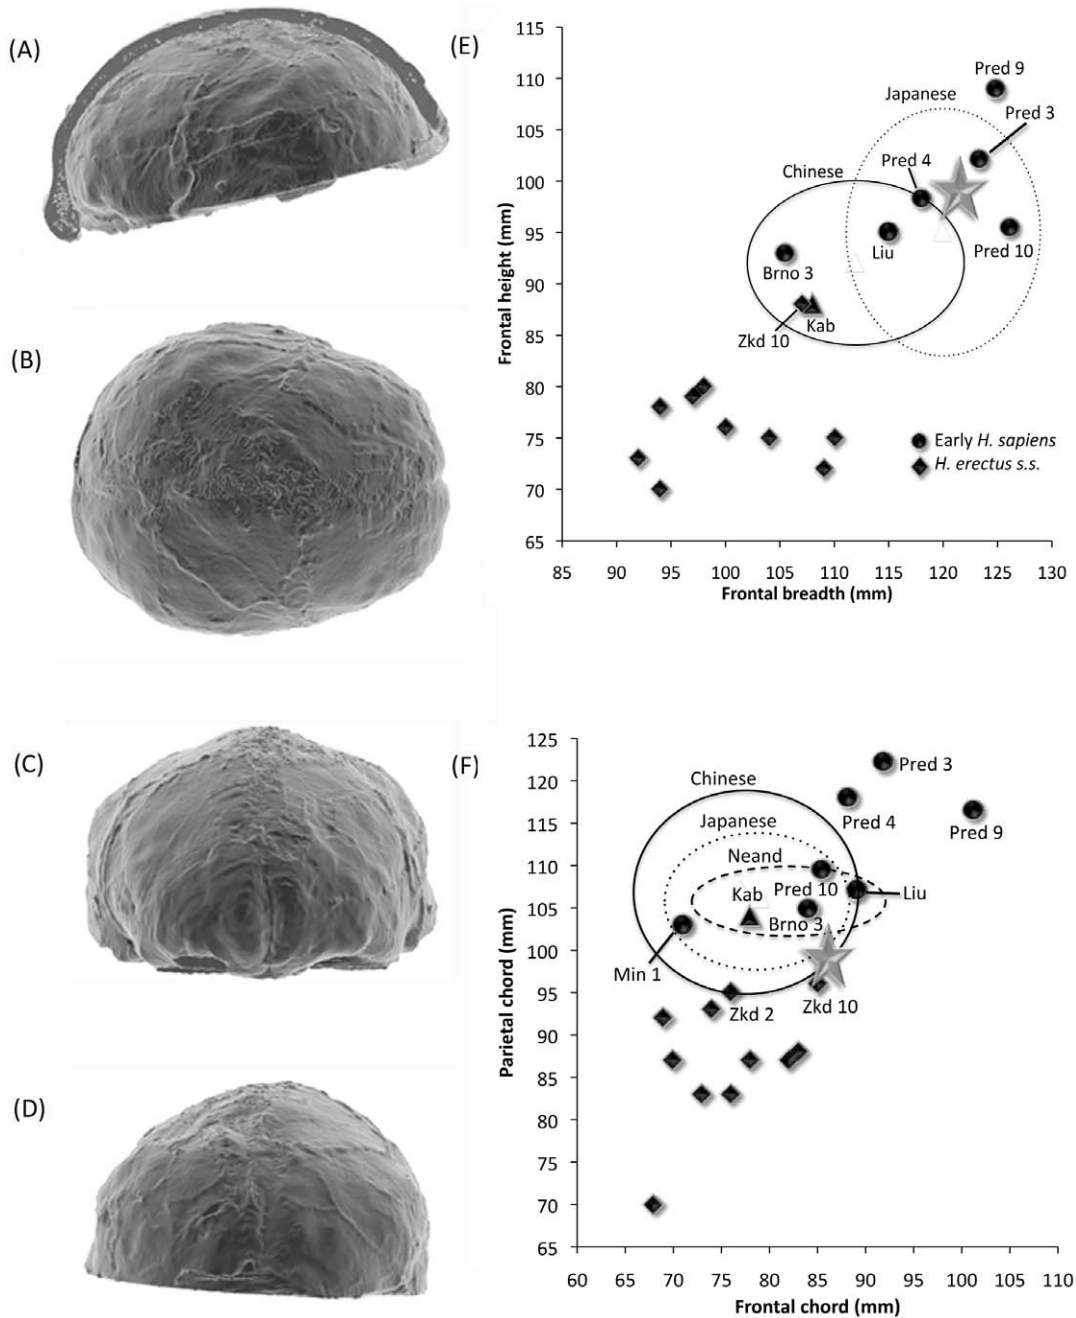 (A)
(B)
(C)
(D)
(E)
115
110
105
100
95
90
85
80
75
70
65
Frontal height (mm)
Pred 9
Japanese
Pred 3
Pred 4
Chinese
Liu
Pred 10
Brno 3
Kab
Zkd 10
Early H. sapiens
H. erectus s.s.
85 90 95 100 105 110 115 120 125 130
Frontal breadth (mm)
(F)
125
120
115
110
105
100
95
90
85
80
75
70
65
Parietal chord (mm)
Pred 3
Chinese
Pred 4
Pred 9
Japanese
Neand
Kab
Pred 10
Liu
Brno 3
Min 1
Zkd 2
Zkd 10
60 65 70 75 80 85 90 95 100 105 110
Frontal chord (mm)